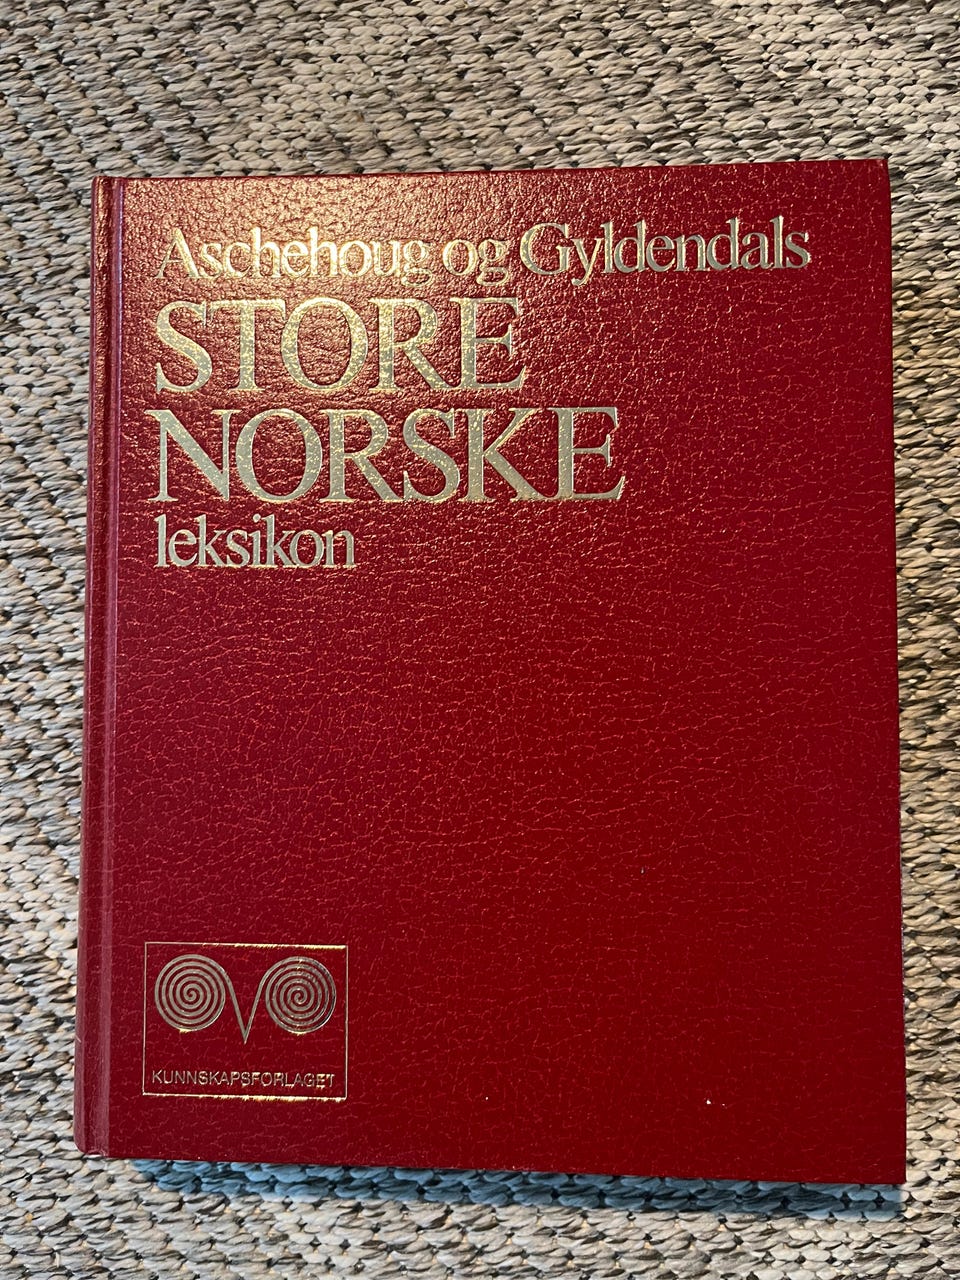 Aschehoug og Gyldendals
STORE
NORSKE
leksikon
KUNNSKAPSFORLAGET